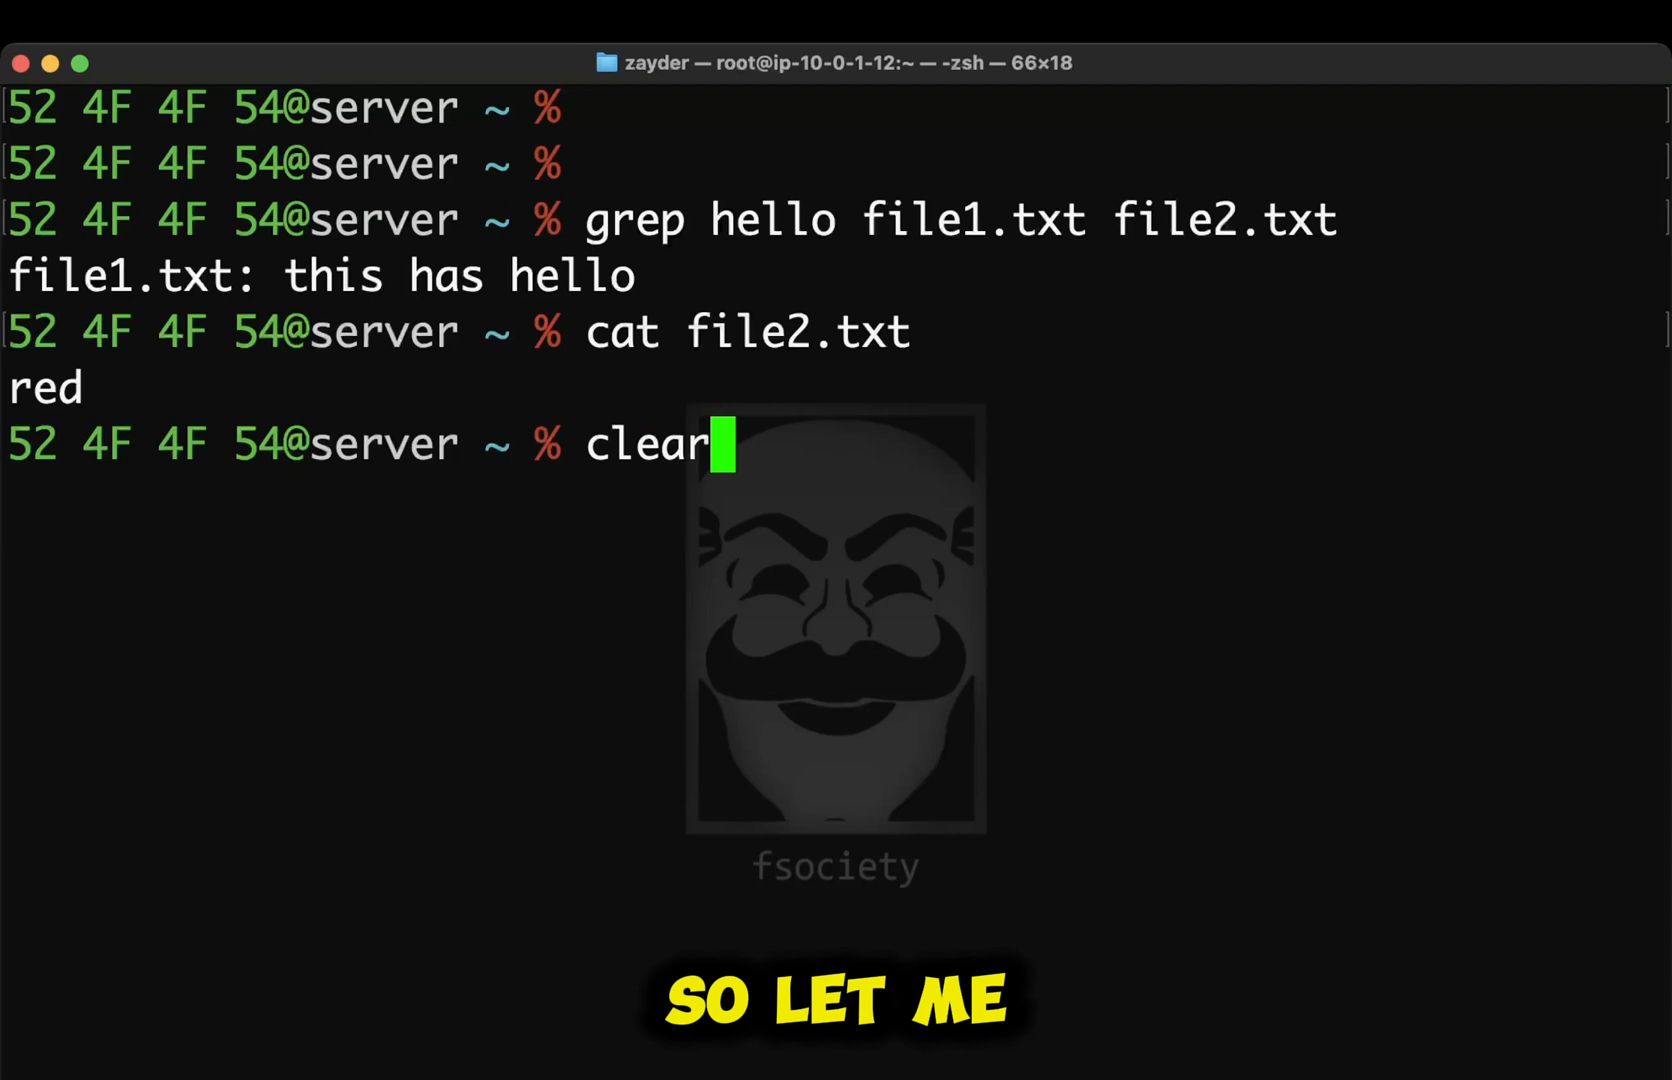 zayder — root@ip-10-0-1-12:~ — -zsh — 66×18
52 4F 4F 54@server ~ %
52 4F 4F 54@server ~ %
52 4F 4F 54@server ~ % grep hello file1.txt file2.txt
file1.txt: this has hello
52 4F 4F 54@server ~ % cat file2.txt
red
52 4F 4F 54@server ~ % clear
fsociety
SO LET ME